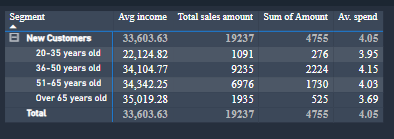 Segment Avg income Total sales amount Sum of Amount Av. spend
New Customers 33,603.63 19237 4755 4.05
20-35 years old 22,124.82 1091 276 3.95
36-50 years old 34,104.77 9235 2224 4.15
51-65 years old 34,342.25 6976 1730 4.03
Over 65 years old 35,019.28 1935 525 3.69
Total 33,603.63 19237 4755 4.05